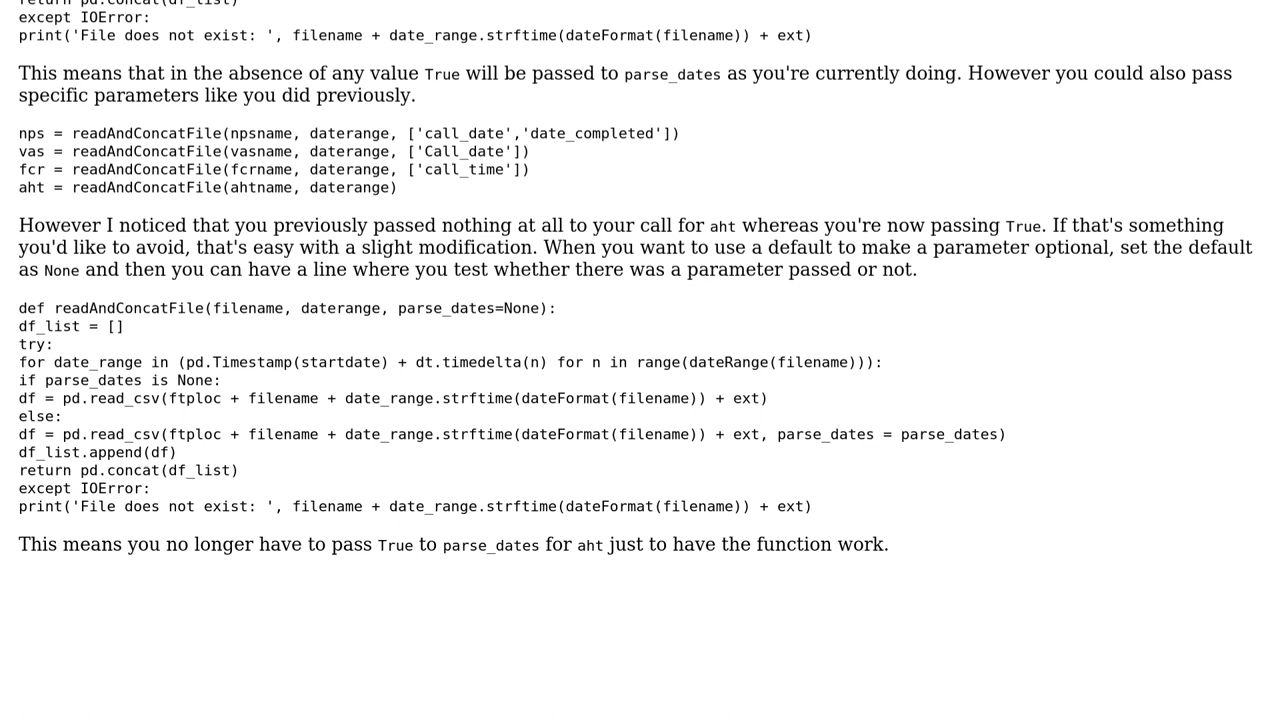 return pd.concat(df_list)
except IOError:
print('File does not exist: ', filename + date_range.strftime(dateFormat(filename)) + ext)
This means that in the absence of any value True will be passed to parse_dates as you're currently doing. However you could also pass
specific parameters like you did previously.
nps = readAndConcatFile(npsname, daterange, ['call_date','date_completed'])
vas = readAndConcatFile(vasname, daterange, ['Call_date'])
fcr = readAndConcatFile(fcrname, daterange, ['call_time'])
aht = readAndConcatFile(ahtname, daterange)
However I noticed that you previously passed nothing at all to your call for aht whereas you're now passing True. If that's something
you'd like to avoid, that's easy with a slight modification. When you want to use a default to make a parameter optional, set the default
as None and then you can have a line where you test whether there was a parameter passed or not.
def readAndConcatFile(filename, daterange, parse_dates=None):
df_list = []
try:
for date_range in (pd.Timestamp(startdate) + dt.timedelta(n) for n in range(dateRange(filename))):
if parse_dates is None:
df = pd.read_csv(ftploc + filename + date_range.strftime(dateFormat(filename)) + ext)
else:
df = pd.read_csv(ftploc + filename + date_range.strftime(dateFormat(filename)) + ext, parse_dates = parse_dates)
df_list.append(df)
return pd.concat(df_list)
except IOError:
print('File does not exist: ', filename + date_range.strftime(dateFormat(filename)) + ext)
This means you no longer have to pass True to parse_dates for aht just to have the function work.